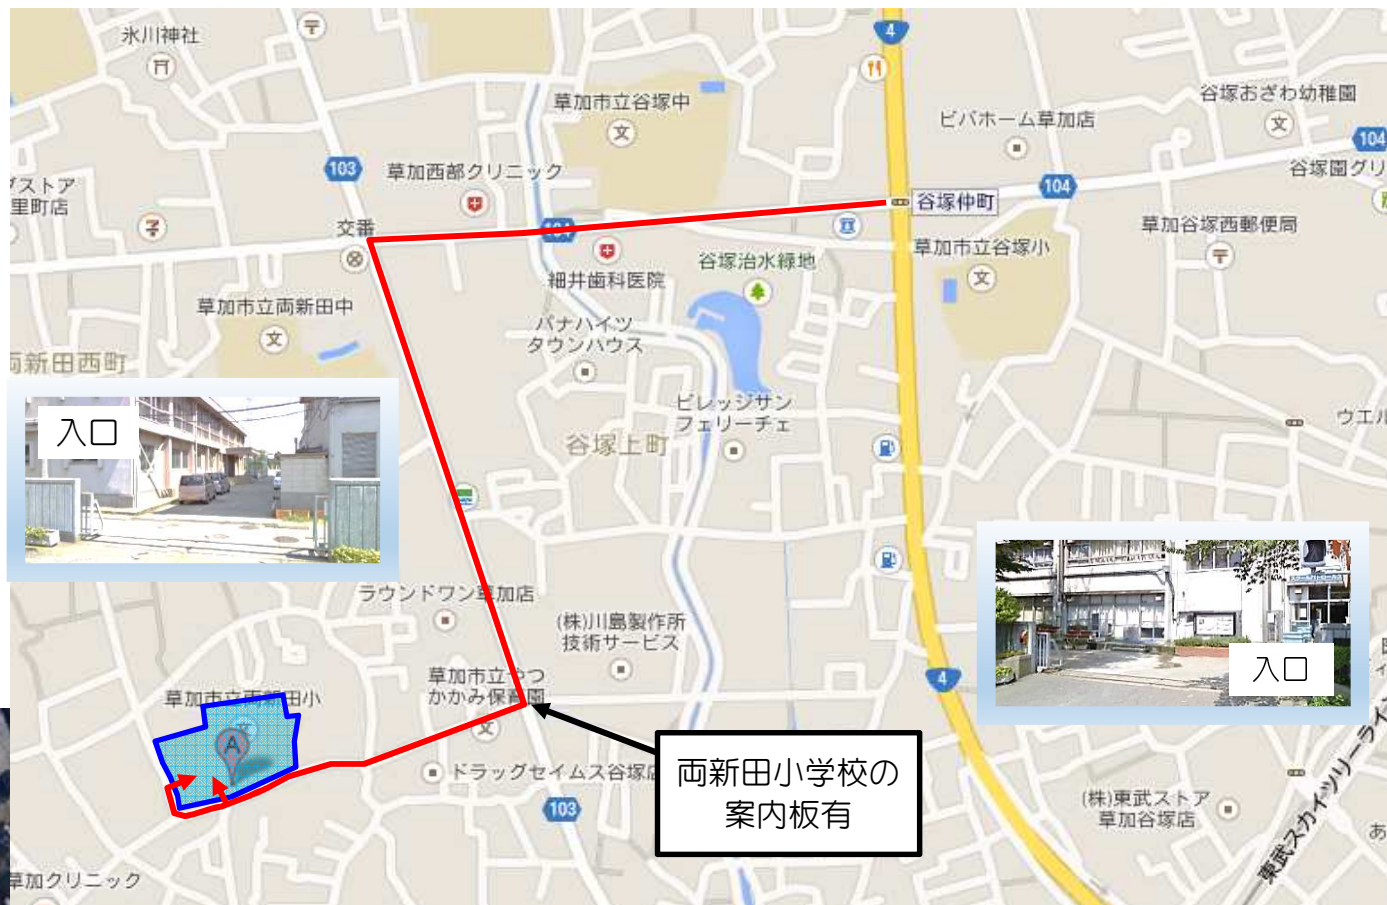 氷川神社
4
草加市立谷塚中
谷塚おざわ幼稚園
ビバホーム草加店
104
103
草加西部クリニック
104
谷塚園グリ
里町店
谷塚仲町
交番
草加谷塚西郵便局
草加市立谷塚小
谷塚治水緑地
細井歯科医院
草加市立両新田中
パナハイツ
タウンハウス
両新田西町
ビレッジサン
フェリーチェ
入口
ウエル
谷塚上町
ラウンドワン草加店
(株)川島製作所
技術サービス
入口
草加市立やつ
かかみ保育園
4
草加市立両新田小
A
両新田小学校の
案内板有
ドラッグセイムス谷塚店
103
(株)東武ストア
草加谷塚店
あ
東武スカイツリーライン
草加クリニック